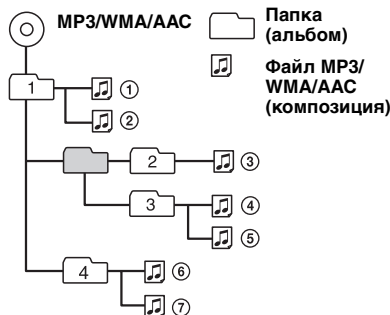 MP3/WMA/AAC
Папка
(альбом)
Файл MP3/
WMA/AAC
(композиция)
1
①
②
2
③
3
④
⑤
4
⑥
⑦